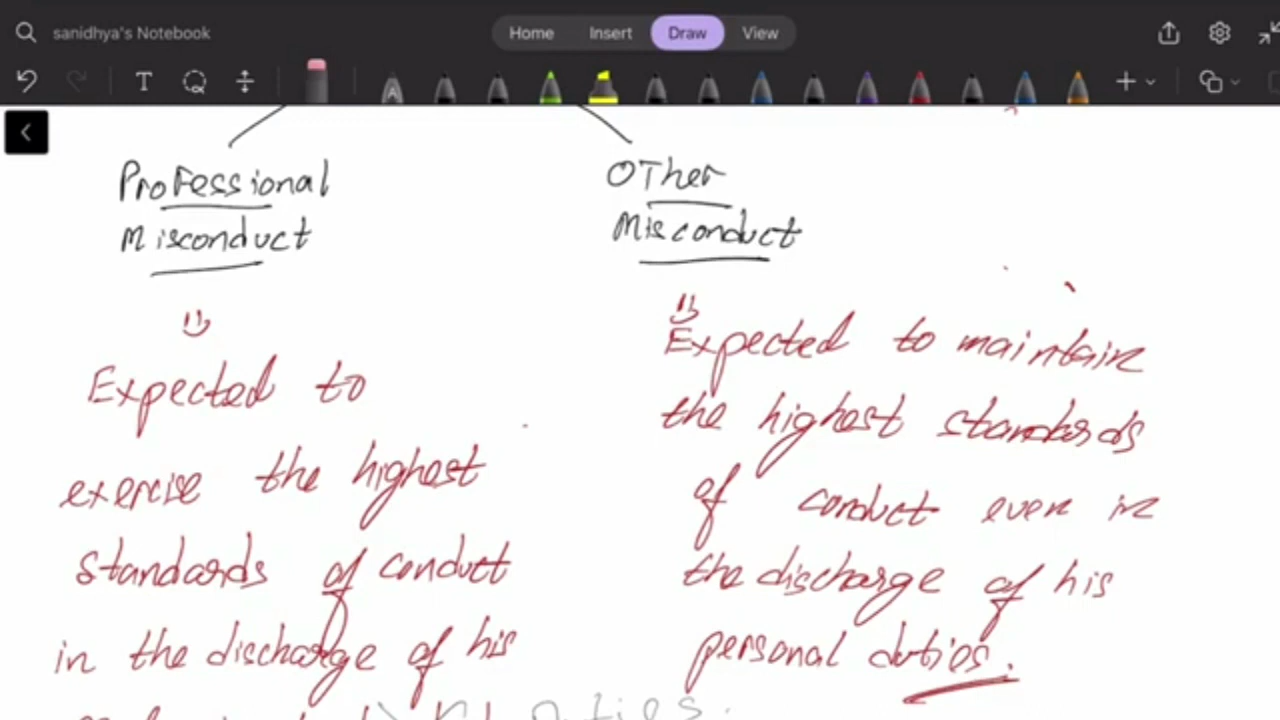 sanidhya's Notebook
Home Insert Draw View
Professional
Misconduct
Other
Misconduct
Expected to
exercise the highest
standards of conduct
in the discharge of his
duties.
Expected to maintain
the highest standards
of conduct even in
the discharge of his
personal duties.